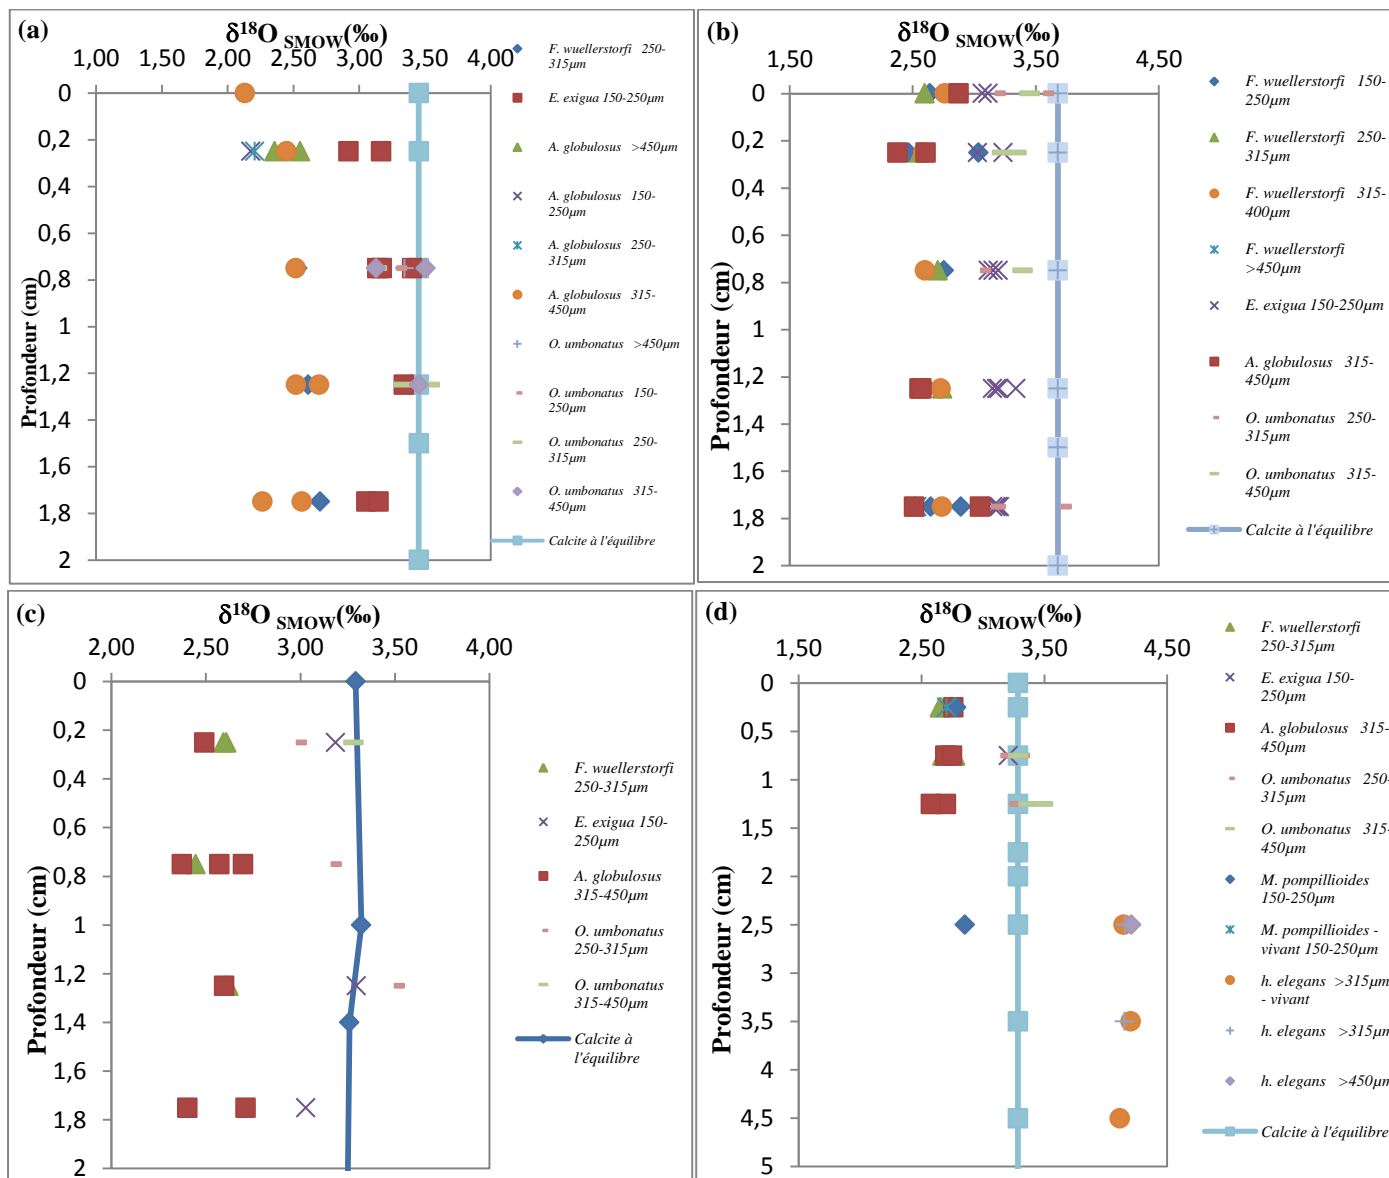 (a)
δ18O SMOW(‰)
1,00 2,00 2,50 3,00 3,50 4,00
0
0,2
0,4
0,6
0,8
1
1,2
1,4
1,6
1,8
2
Profondeur (cm)
F. wuellerstorfi 250-
315µm
E. exigua 150-250µm
A. globulosus >450µm
A. globulosus 150-
250µm
A. globulosus 250-
315µm
A. globulosus 315-
450µm
O. umbonatus >450µm
O. umbonatus 150-
250µm
O. umbonatus 250-
315µm
O. umbonatus 315-
450µm
Calcite à l'équilibre
(b)
δ18O SMOW(‰)
1,50 2,50 3,50 4,50
0
0,2
0,4
0,6
0,8
1
1,2
1,4
1,6
1,8
2
Profondeur (cm)
F. wuellerstorfi 150-
250µm
F. wuellerstorfi 250-
315µm
F. wuellerstorfi 315-
400µm
F. wuellerstorfi
>450µm
E. exigua 150-250µm
A. globulosus 315-
450µm
O. umbonatus 250-
315µm
O. umbonatus 315-
450µm
Calcite à l'équilibre
(c)
δ18O SMOW(‰)
2,00 2,50 3,00 3,50 4,00
0
0,2
0,4
0,6
0,8
1
1,2
1,4
1,6
1,8
2
Profondeur (cm)
F. wuellerstorfi
250-315µm
E. exigua 150-
250µm
A. globulosus
315-450µm
O. umbonatus
250-315µm
O. umbonatus
315-450µm
Calcite à
l'équilibre
(d)
δ18O SMOW(‰)
1,50 2,50 3,50 4,50
0
0,5
1
1,5
2
2,5
3
3,5
4
4,5
5
Profondeur (cm)
F. wuellerstorfi
250-315µm
E. exigua 150-
250µm
A. globulosus 315-
450µm
O. umbonatus 250-
315µm
O. umbonatus 315-
450µm
M. pompillioides
150-250µm
M. pompillioides -
vivant 150-250µm
h. elegans >315µm
- vivant
h. elegans >315µm
h. elegans >450µm
Calcite à l'équilibre